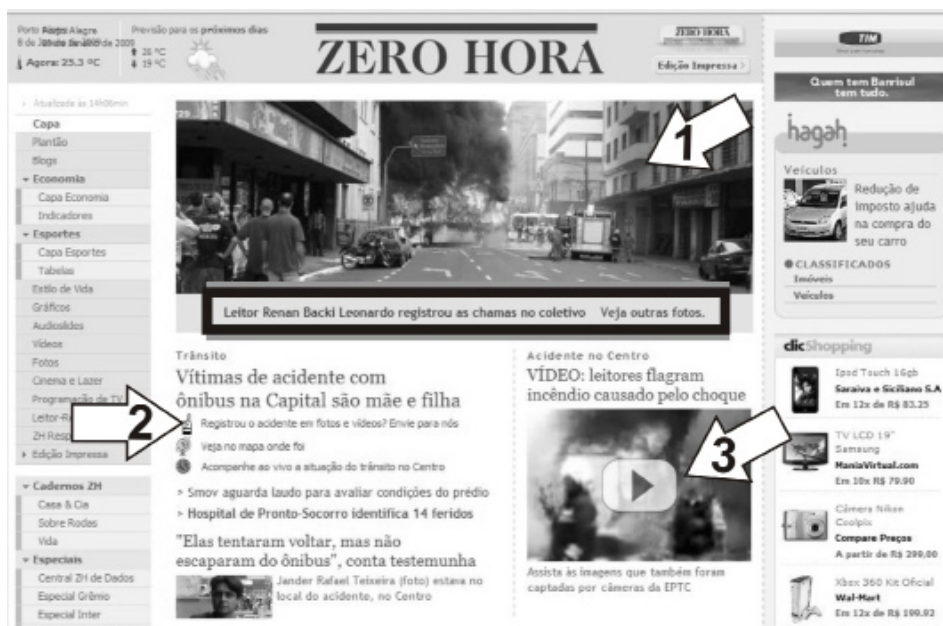 Porto Alegre
Previsão para os próximos dias
8 de Janeiro de 2009
26 ºC
19 ºC
Agora: 25.3 ºC
ZERO HORA
ZERO HORA
Edição Impressa >
TIM
Quem tem Banrisul
tem tudo.
Atualizada às 14h06min
Capa
Plantão
Blogs
Economia
Capa Economia
Indicadores
Esportes
Capa Esportes
Tabelas
Estilo de Vida
Gráficos
Audioslides
Vídeos
Fotos
Cinema e Lazer
Programação de TV
ZH
Edição Impressa
Cadernos ZH
Casa & Cia
Sobre Rodas
Vida
Especiais
Central ZH de Dados
Especial Grêmio
Especial Inter
1
Leitor Renan Backi Leonardo registrou as chamas no coletivo Veja outras fotos.
Trânsito
Vítimas de acidente com
ônibus na Capital são mãe e filha
2
Registrou o acidente em fotos e vídeos? Envie para nós
Veja no mapa onde foi
Acompanhe ao vivo a situação do trânsito no Centro
> Smov aguarda laudo para avaliar condições do prédio
> Hospital de Pronto-Socorro identifica 14 feridos
"Elas tentaram voltar, mas não
escaparam do ônibus", conta testemunha
Jander Rafael Teixeira (foto) estava no
local do acidente, no Centro
Acidente no Centro
VÍDEO: leitores flagram
incêndio causado pelo choque
3
Assista às imagens que também foram
captadas por câmeras da EPTC
hagah
Veículos
Redução de
Imposto ajuda
na compra do
seu carro
CLASSIFICADOS
Imóveis
Veículos
clicShopping
Ipod Touch 16gb
Saraiva e Siciliano S.A
Em 12x de R$ 83.25
TV LCD 19"
Samsung
ManiaVirtual.com
Em 10x R$ 79.90
Câmera Nikon
Coolpix
Compare Preços
A partir de R$ 299,00
Xbox 360 Kit Oficial
Wal-Mart
Em 12x de R$ 199.92